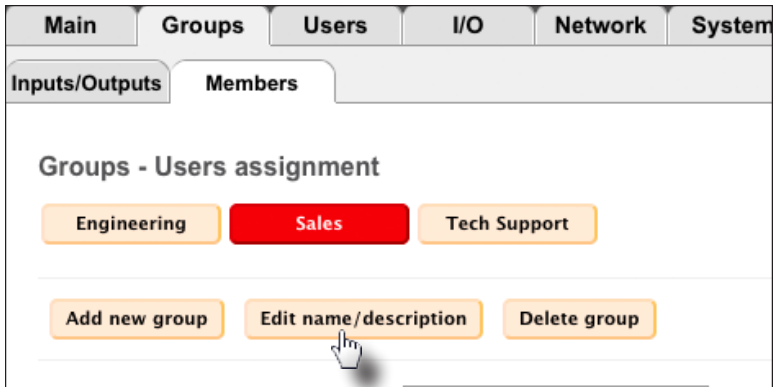 Main Groups Users I/O Network System
Inputs/Outputs Members
Groups - Users assignment
Engineering Sales Tech Support
Add new group Edit name/description Delete group